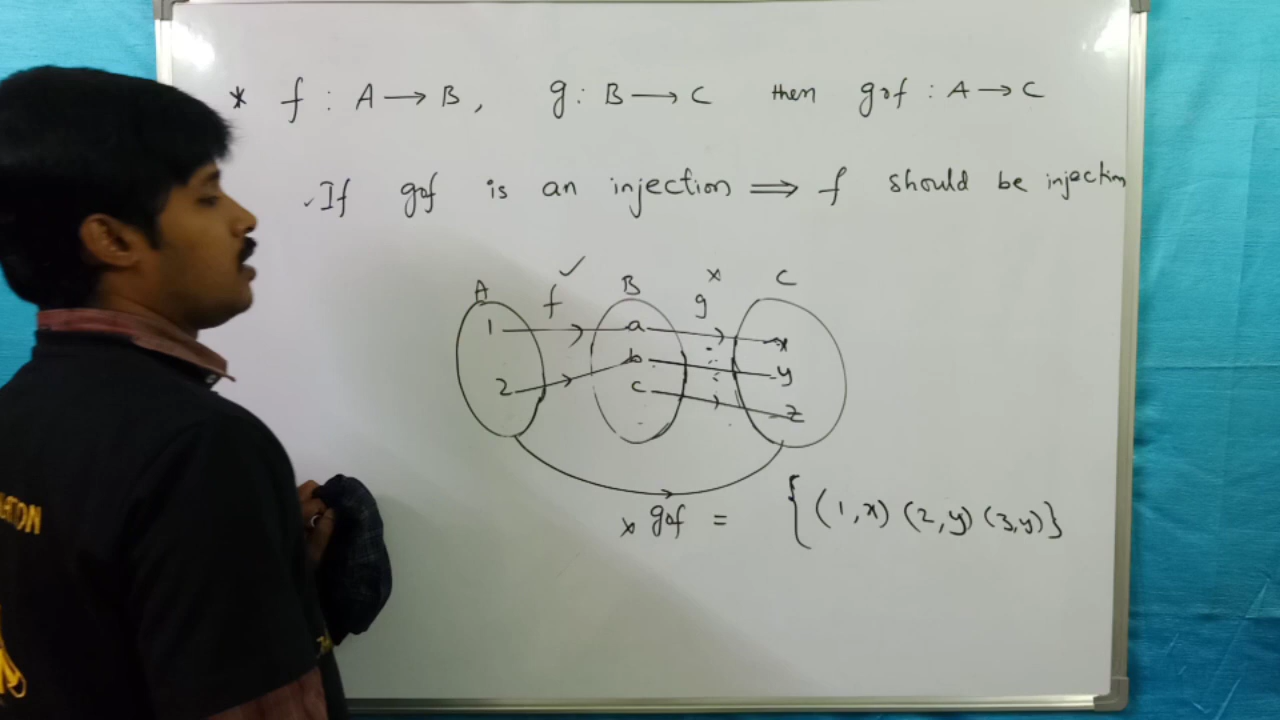 * f : A → B, g : B → C then gof : A → C
✓ If gof is an injection ⟹ f should be injection
✓ x
A f B g C
1 a x
2 b y
c z
x gof = { (1,x) (2,y) (3,y) }